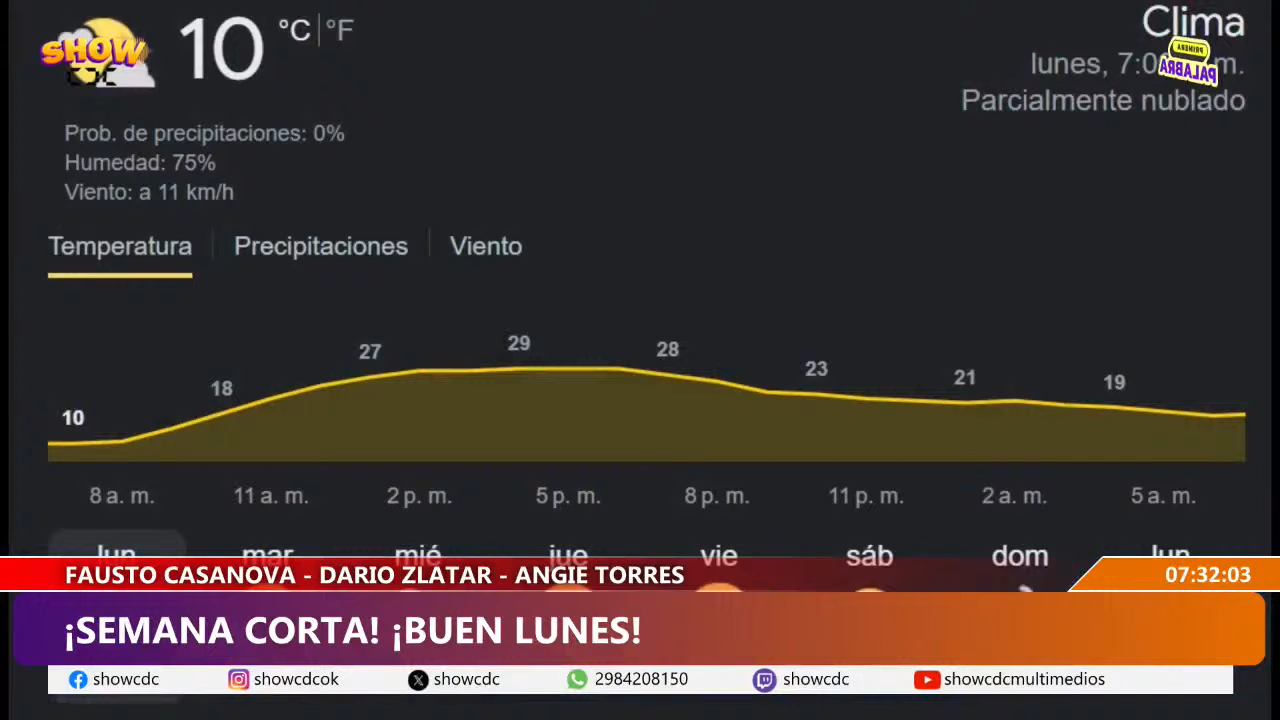 SHOW
CDC
10 °C | °F
Clima
lunes, 7:0 m.
PRIMERA
PALABRA
Parcialmente nublado
Prob. de precipitaciones: 0%
Humedad: 75%
Viento: a 11 km/h
Temperatura Precipitaciones Viento
10 18 27 29 28 23 21 19
8 a. m. 11 a. m. 2 p. m. 5 p. m. 8 p. m. 11 p. m. 2 a. m. 5 a. m.
lun mar mié jue vie sáb dom lun
FAUSTO CASANOVA - DARIO ZLATAR - ANGIE TORRES
07:32:03
¡SEMANA CORTA! ¡BUEN LUNES!
showcdc showcdcok showcdc 2984208150 showcdc showcdcmultimedios